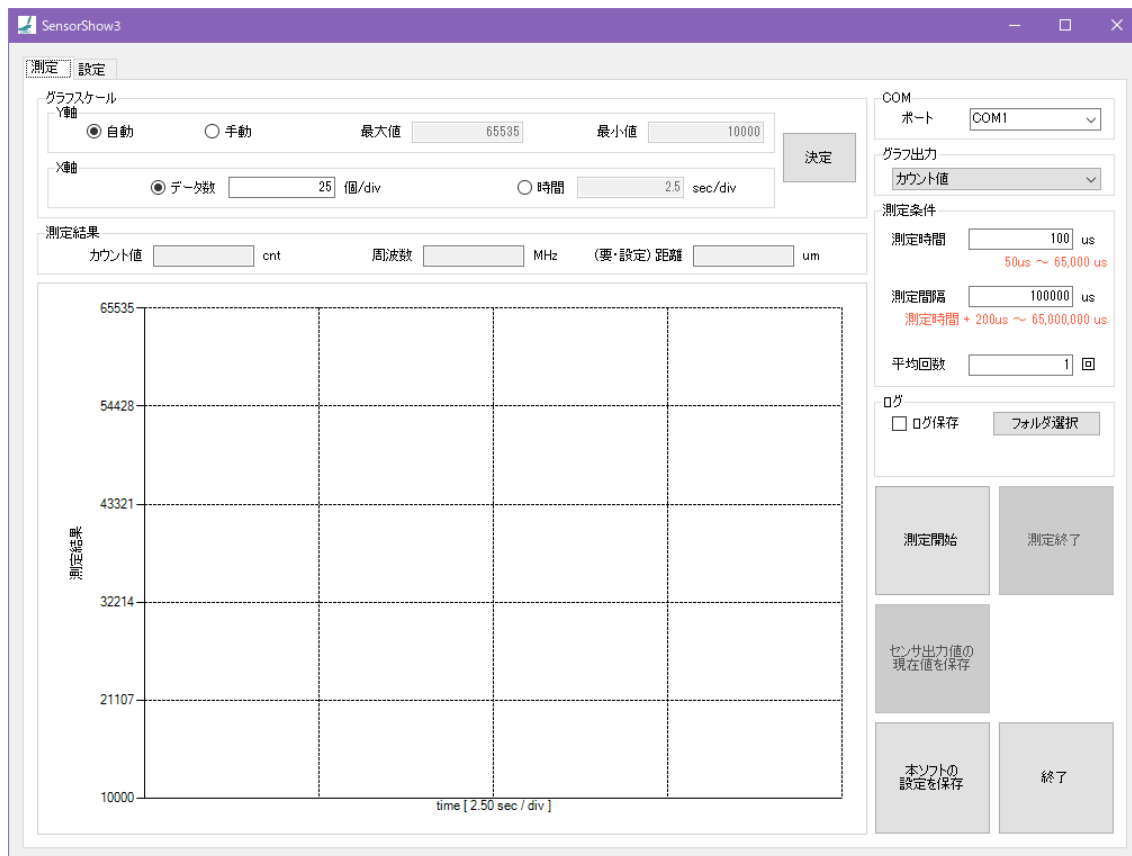 SensorShow3
測定 設定
グラフスケール
Y軸
自動 手動 最大値 65535 最小値 10000
決定
X軸
データ数 25 個/div 時間 2.5 sec/div
測定結果
カウント値 cnt 周波数 MHz (要・設定) 距離 um
65535
54428
43321
32214
21107
10000
測定結果
time [ 2.50 sec / div ]
COM
ポート COM1
グラフ出力
カウント値
測定条件
測定時間 100 us
50us ～ 65,000 us
測定間隔 100000 us
測定時間 + 200us ～ 65,000,000 us
平均回数 1 回
ログ
ログ保存 フォルダ選択
測定開始 測定終了
センサ出力値の
現在値を保存
本ソフトの
設定を保存
終了